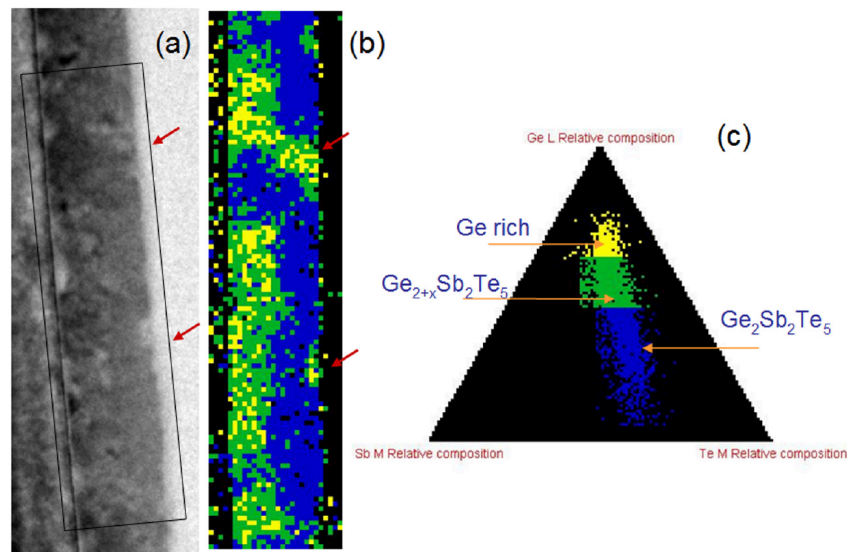 (a)
(b)
(c)
Ge L Relative composition
Ge rich
Ge2+xSb2Te5
Ge2Sb2Te5
Sb M Relative composition
Te M Relative composition